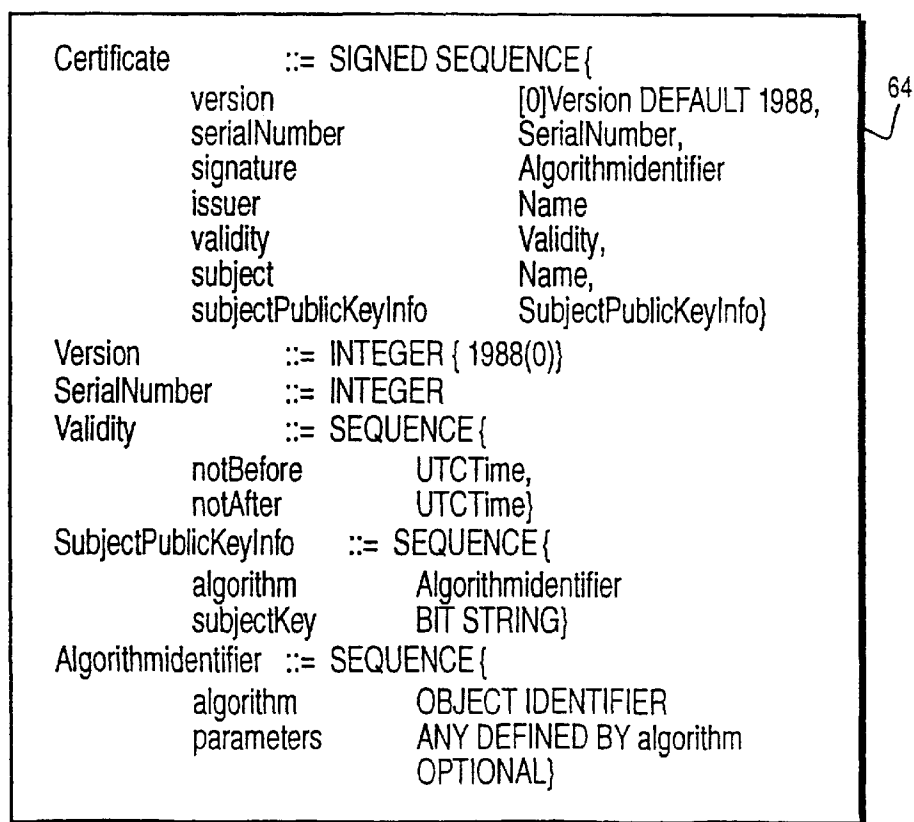 Certificate ::= SIGNED SEQUENCE{
version [0]Version DEFAULT 1988,
serialNumber SerialNumber,
signature Algorithmidentifier
issuer Name
validity Validity,
subject Name,
subjectPublicKeyInfo SubjectPublicKeyInfo}
Version ::= INTEGER { 1988(0)}
SerialNumber ::= INTEGER
Validity ::= SEQUENCE{
notBefore UTCTime,
notAfter UTCTime}
SubjectPublicKeyInfo ::= SEQUENCE{
algorithm Algorithmidentifier
subjectKey BIT STRING}
Algorithmidentifier ::= SEQUENCE{
algorithm OBJECT IDENTIFIER
parameters ANY DEFINED BY algorithm
OPTIONAL}
64